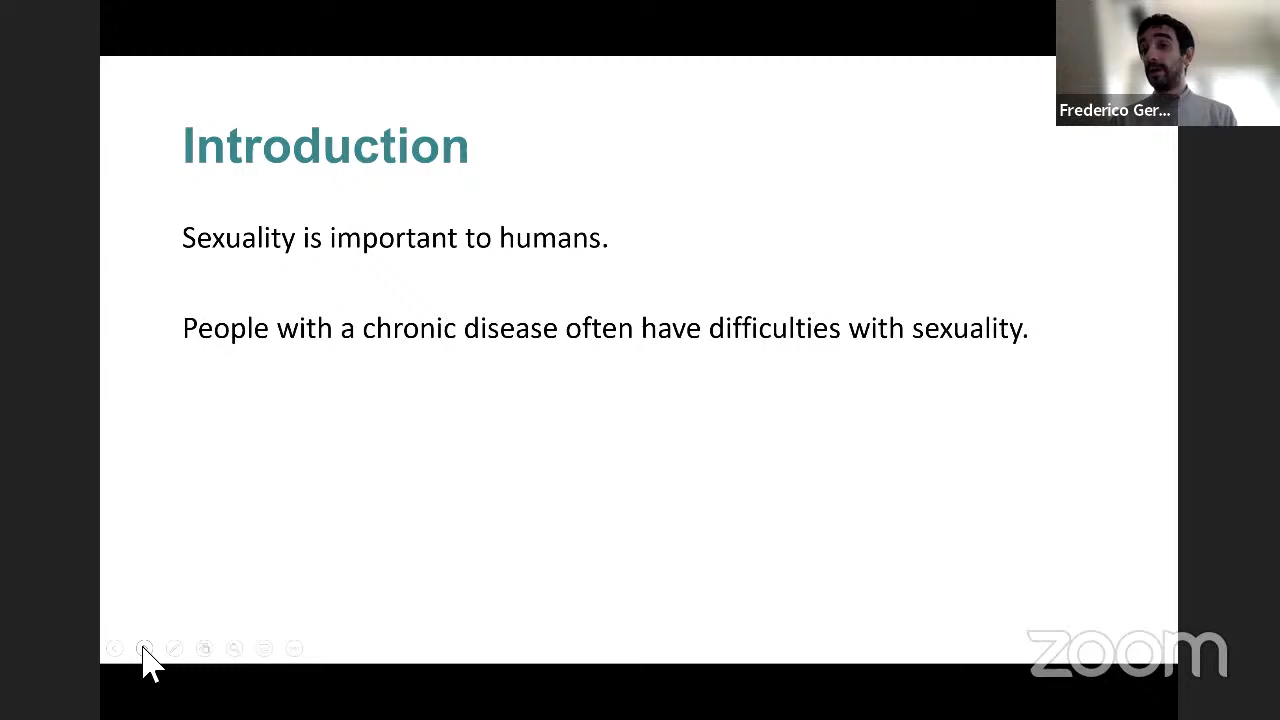 Frederico Ger...
Introduction
Sexuality is important to humans.
People with a chronic disease often have difficulties with sexuality.
zoom